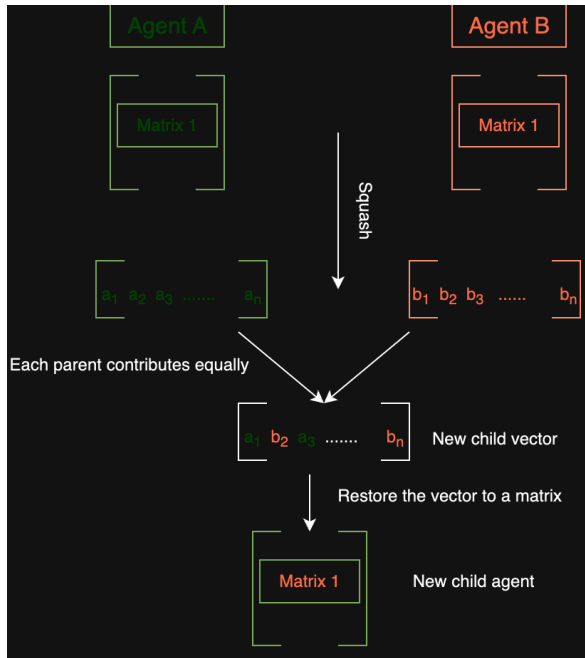 Agent A
Agent B
Matrix 1
Matrix 1
Squash
a1 a2 a3 ....... an
b1 b2 b3 ...... bn
Each parent contributes equally
a1 b2 a3 ....... bn
New child vector
Restore the vector to a matrix
Matrix 1
New child agent